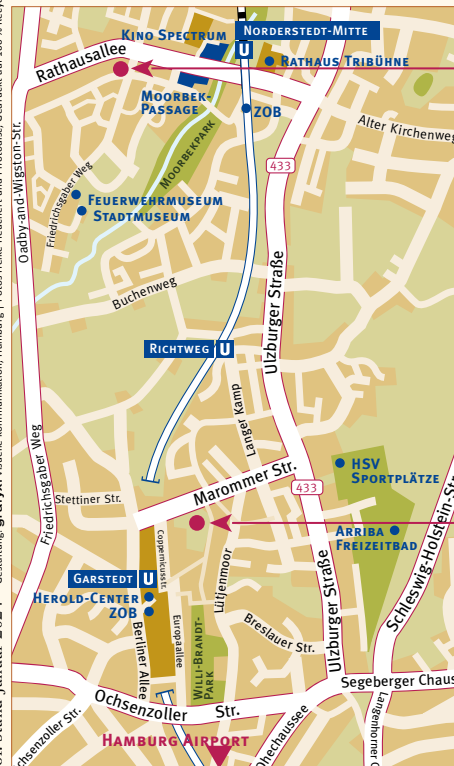 KINO SPECTRUM
NORDERSTEDT-MITTE
U
RATHAUS TRIBÜHNE
Rathausallee
MOORBEK-
PASSAGE
ZOB
MOORBEKPARK
Alter Kirchenweg
433
Oadby-and-Wigston-Str.
Friedrichsgaber Weg
FEUERWEHRMUSEUM
STADTMUSEUM
Buchenweg
Ulzburger Straße
RICHTWEG U
Langer Kamp
Friedrichsgaber Weg
HSV
SPORTPLÄTZE
Marommer Str.
433
Stettiner Str.
ARRIBA
FREIZEITBAD
Coppernicusstr.
Schleswig-Holstein-Str.
GARSTEDT U
HEROLD-CENTER
ZOB
Lütjenmoor
Ulzburger Straße
Berliner Allee
Europaallee
WILLI-BRANDT-
PARK
Breslauer Str.
Segeberger Chaus
Ochsenzoller Str.
chsenzoller Str.
Langenhorner C
ohechaussee
HAMBURG AIRPORT